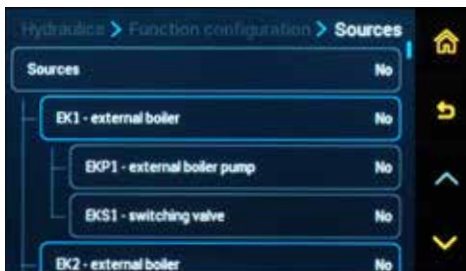 Hydraulics > Function configuration > Sources
Sources No
EK1 - external boiler No
EKP1 - external boiler pump No
EKS1 - switching valve No
EK2 - external boiler No